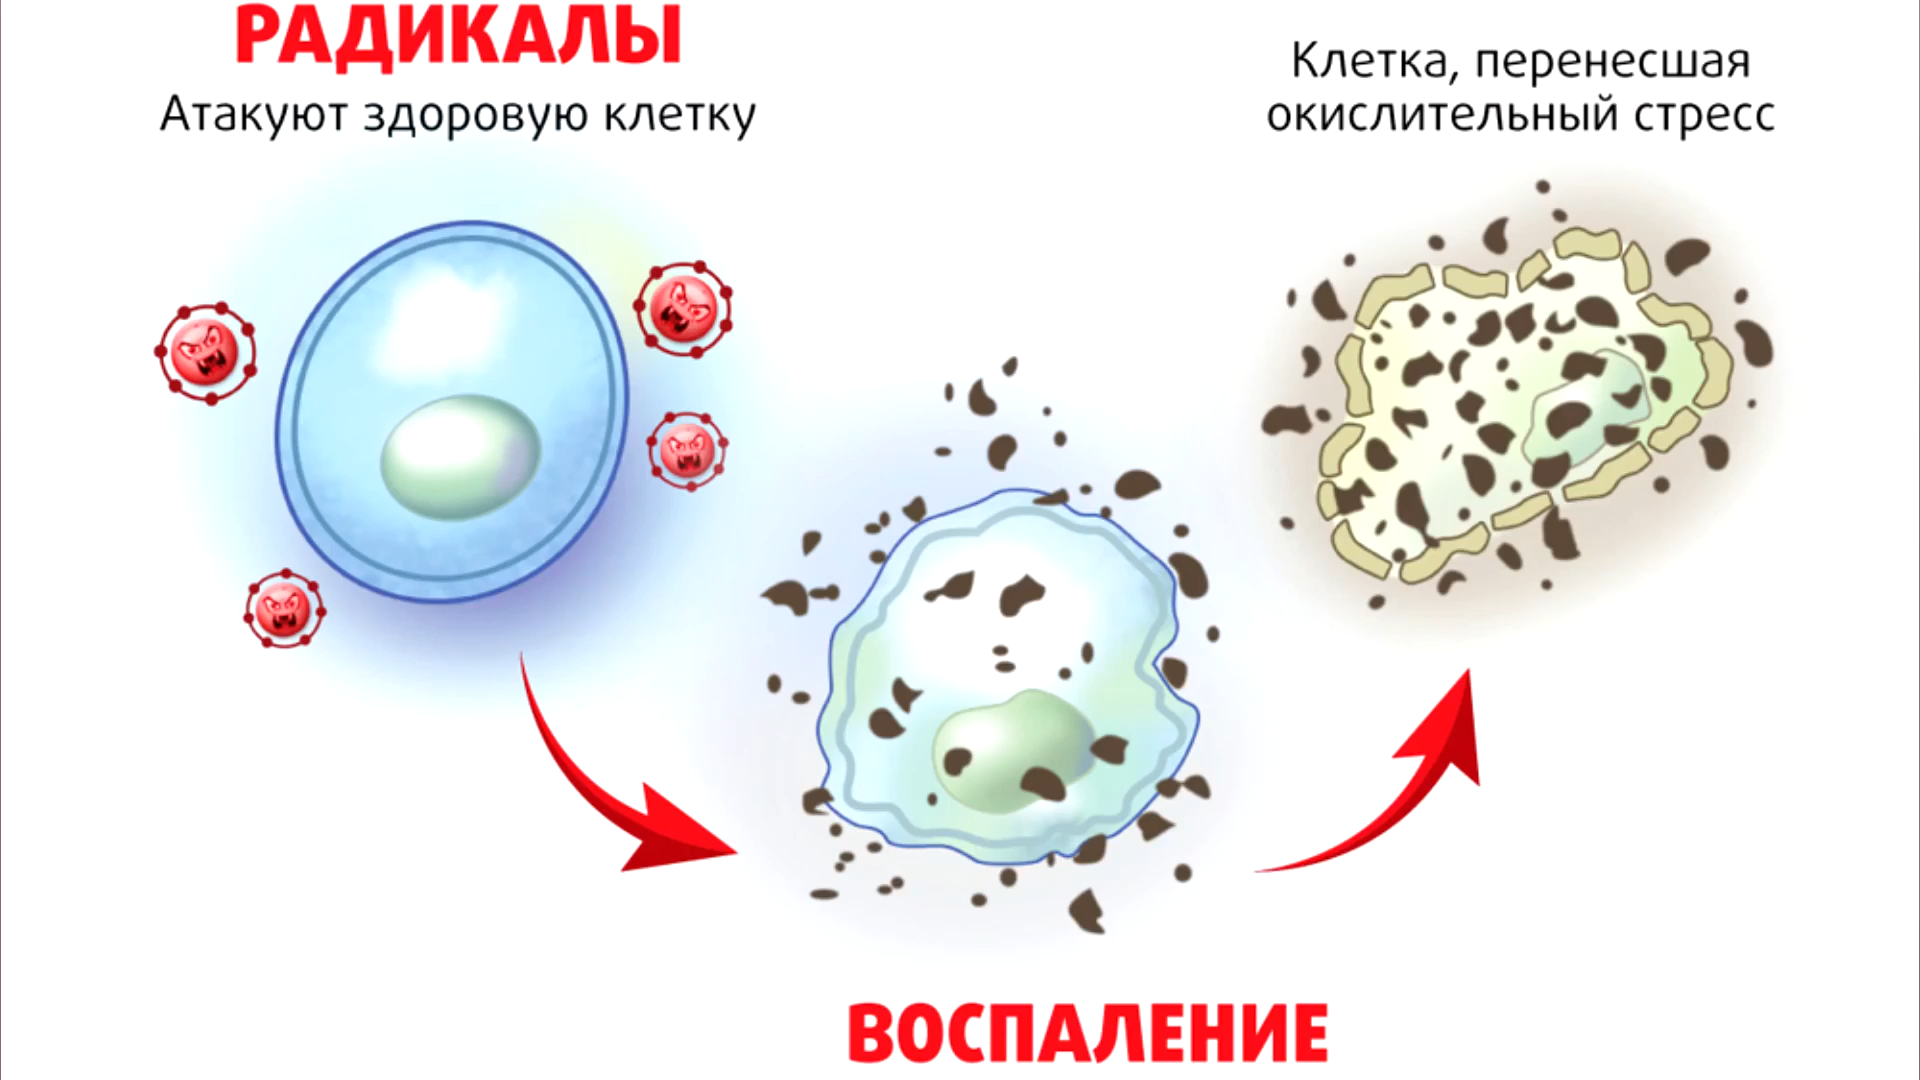 РАДИКАЛЫ
Атакуют здоровую клетку
Клетка, перенесшая
окислительный стресс
ВОСПАЛЕНИЕ